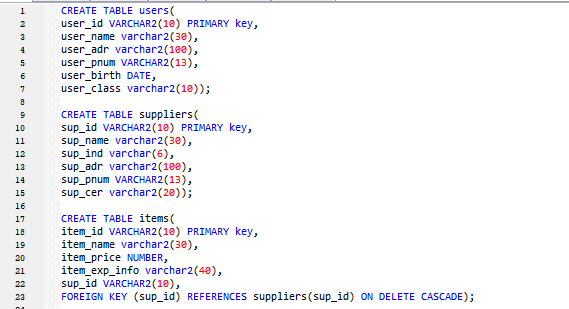 1 CREATE TABLE users(
2 user_id VARCHAR2(10) PRIMARY key,
3 user_name varchar2(30),
4 user_adr varchar2(100),
5 user_pnum VARCHAR2(13),
6 user_birth DATE,
7 user_class varchar2(10));
8
9 CREATE TABLE suppliers(
10 sup_id VARCHAR2(10) PRIMARY key,
11 sup_name varchar2(30),
12 sup_ind varchar(6),
13 sup_adr varchar2(100),
14 sup_pnum VARCHAR2(13),
15 sup_cer varchar2(20));
16
17 CREATE TABLE items(
18 item_id VARCHAR2(10) PRIMARY key,
19 item_name varchar2(30),
20 item_price NUMBER,
21 item_exp_info varchar2(40),
22 sup_id VARCHAR2(10),
23 FOREIGN KEY (sup_id) REFERENCES suppliers(sup_id) ON DELETE CASCADE);